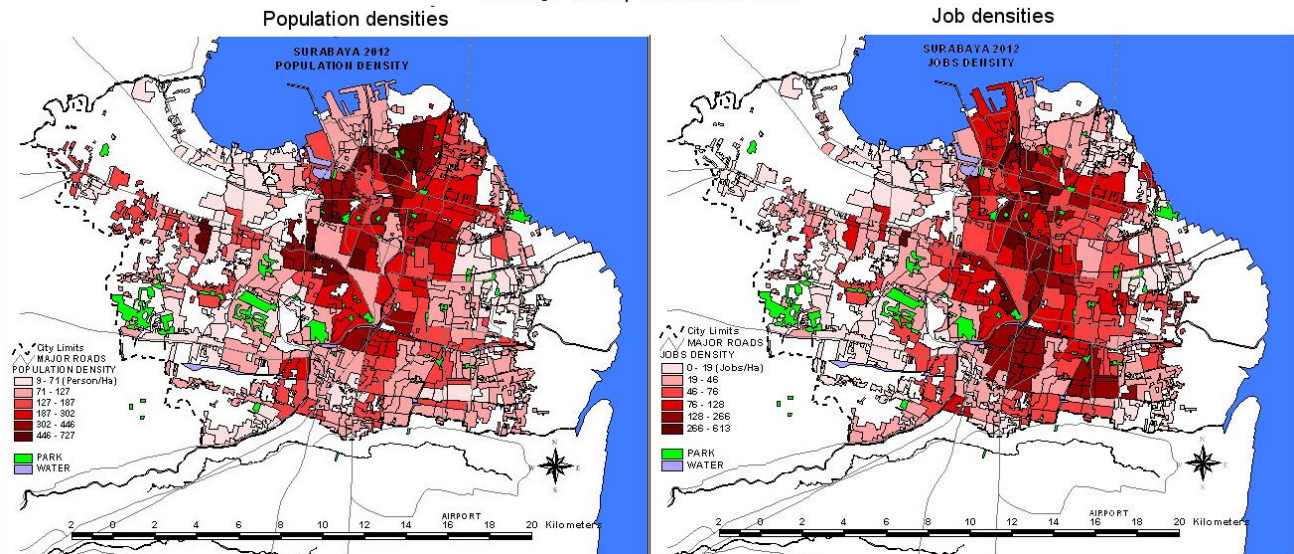 Population densities
SURABAYA 2012
POPULATION DENSITY
City Limits
MAJOR ROADS
POPULATION DENSITY
9 - 71 (Person/Ha)
71 - 127
127 - 187
187 - 302
302 - 446
446 - 727
PARK
WATER
AIRPORT
2 0 2 4 6 8 10 12 14 16 18 20 Kilometers
Job densities
SURABAYA 2012
JOBS DENSITY
City Limits
MAJOR ROADS
JOBS DENSITY
0 - 19 (Jobs/Ha)
19 - 46
46 - 76
76 - 128
128 - 266
266 - 613
PARK
WATER
AIRPORT
2 0 2 4 6 8 10 12 14 16 18 20 Kilometers